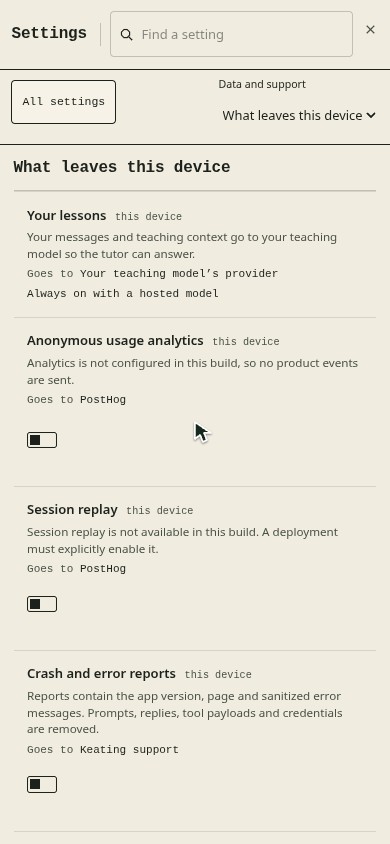 Settings
Find a setting
All settings
Data and support
What leaves this device
What leaves this device
Your lessons this device
Your messages and teaching context go to your teaching
model so the tutor can answer.
Goes to Your teaching model’s provider
Always on with a hosted model
Anonymous usage analytics this device
Analytics is not configured in this build, so no product events
are sent.
Goes to PostHog
Session replay this device
Session replay is not available in this build. A deployment
must explicitly enable it.
Goes to PostHog
Crash and error reports this device
Reports contain the app version, page and sanitized error
messages. Prompts, replies, tool payloads and credentials
are removed.
Goes to Keating support